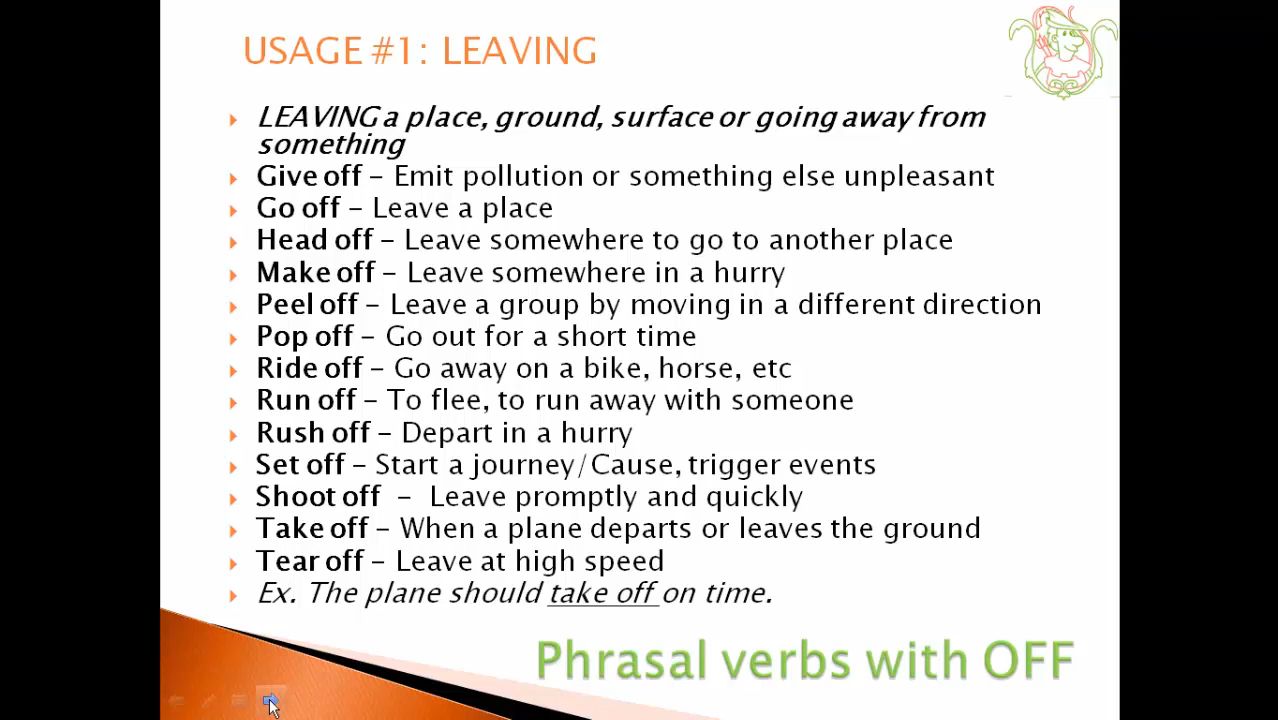 USAGE #1: LEAVING
LEAVING a place, ground, surface or going away from
something
Give off – Emit pollution or something else unpleasant
Go off – Leave a place
Head off – Leave somewhere to go to another place
Make off – Leave somewhere in a hurry
Peel off – Leave a group by moving in a different direction
Pop off – Go out for a short time
Ride off – Go away on a bike, horse, etc
Run off – To flee, to run away with someone
Rush off – Depart in a hurry
Set off – Start a journey/Cause, trigger events
Shoot off – Leave promptly and quickly
Take off – When a plane departs or leaves the ground
Tear off – Leave at high speed
Ex. The plane should take off on time.
Phrasal verbs with OFF